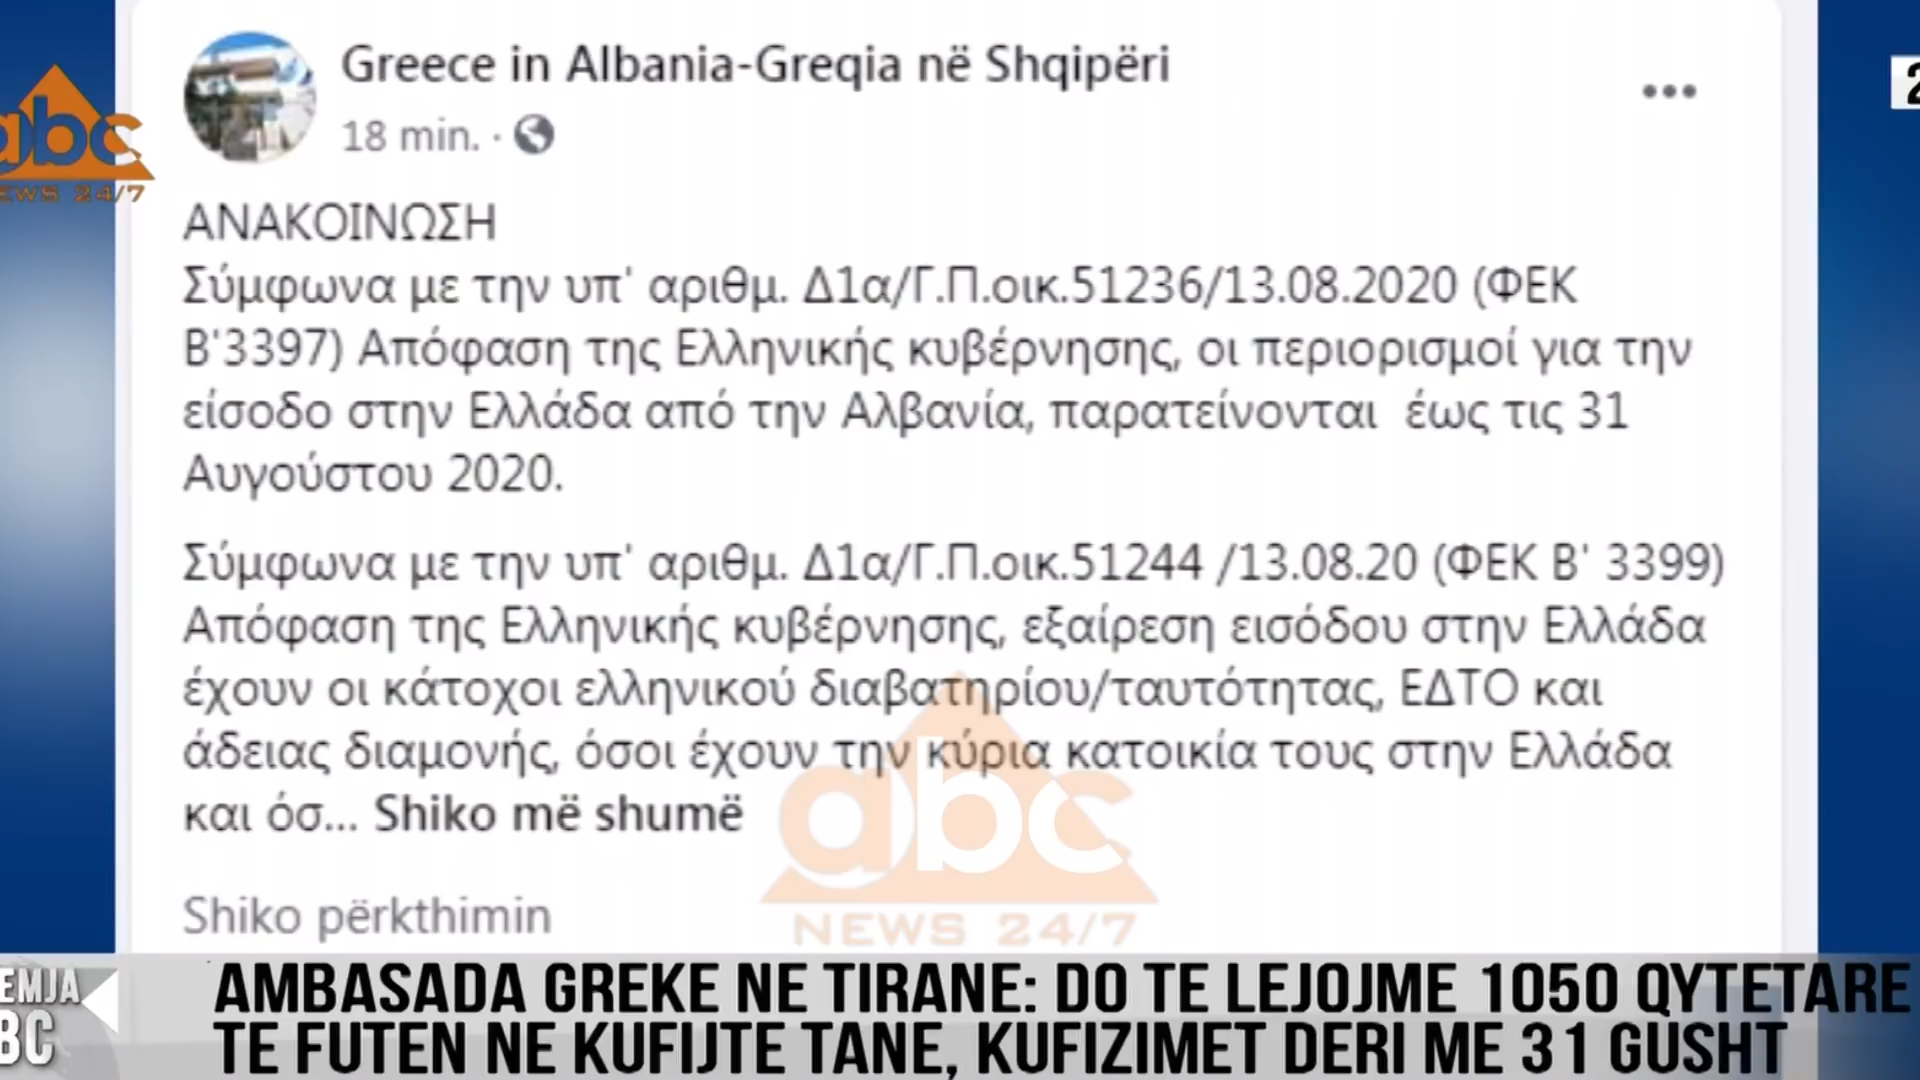 Greece in Albania-Greqia në Shqipëri
18 min. ·
abc
NEWS 24/7
ΑΝΑΚΟΙΝΩΣΗ
Σύμφωνα με την υπ' αριθμ. Δ1α/Γ.Π.οικ.51236/13.08.2020 (ΦΕΚ
Β'3397) Απόφαση της Ελληνικής κυβέρνησης, οι περιορισμοί για την
είσοδο στην Ελλάδα από την Αλβανία, παρατείνονται έως τις 31
Αυγούστου 2020.
Σύμφωνα με την υπ' αριθμ. Δ1α/Γ.Π.οικ.51244 /13.08.20 (ΦΕΚ Β' 3399)
Απόφαση της Ελληνικής κυβέρνησης, εξαίρεση εισόδου στην Ελλάδα
έχουν οι κάτοχοι ελληνικού διαβατηρίου/ταυτότητας, ΕΔΤΟ και
άδειας διαμονής, όσοι έχουν την κύρια κατοικία τους στην Ελλάδα
και όσ... Shiko më shumë
Shiko përkthimin
abc
NEWS 24/7
AMBASADA GREKE NE TIRANE: DO TE LEJOJME 1050 QYTETARE
TE FUTEN NE KUFIJTE TANE, KUFIZIMET DERI ME 31 GUSHT